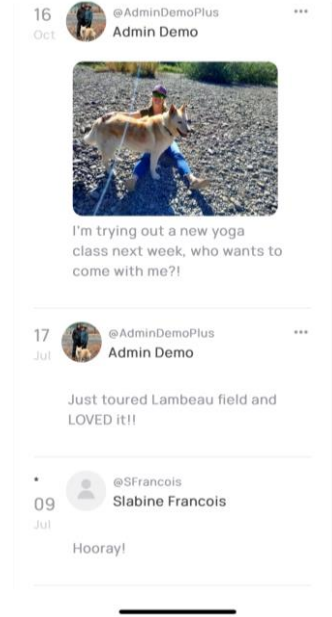 16
Oct
@AdminDemoPlus
Admin Demo
I'm trying out a new yoga
class next week, who wants to
come with me?!
17
Jul
@AdminDemoPlus
Admin Demo
Just toured Lambeau field and
LOVED it!!
09
Jul
@SFrancois
Slabine Francois
Hooray!